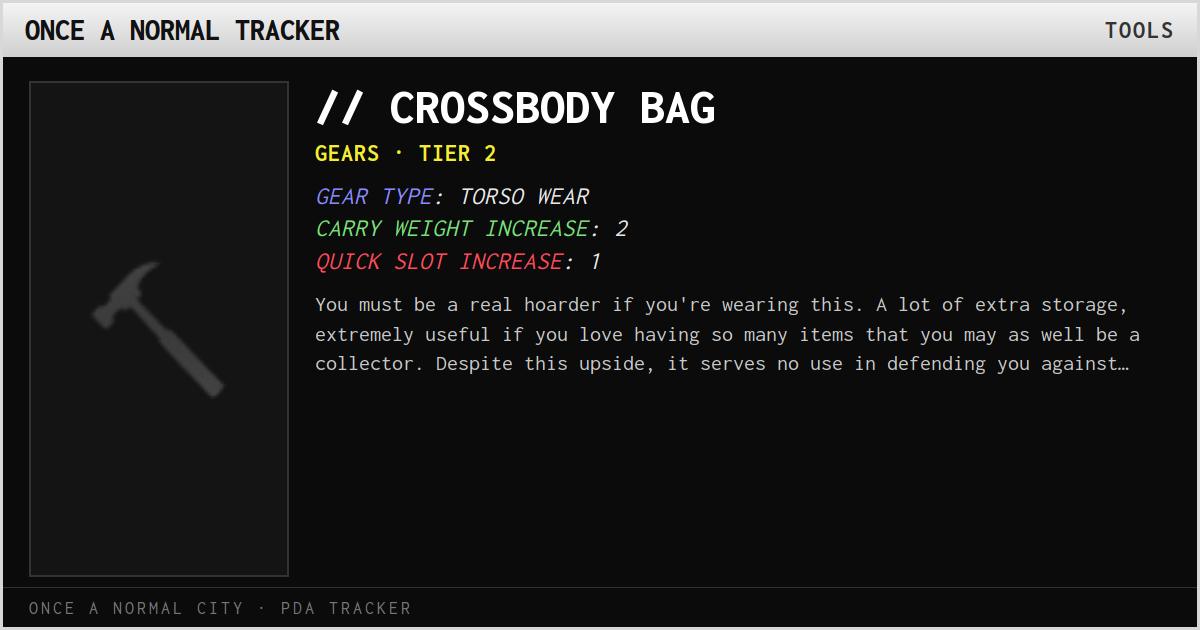 ONCE A NORMAL TRACKER
TOOLS
// CROSSBODY BAG
GEARS · TIER 2
GEAR TYPE: TORSO WEAR
CARRY WEIGHT INCREASE: 2
QUICK SLOT INCREASE: 1
You must be a real hoarder if you're wearing this. A lot of extra storage,
extremely useful if you love having so many items that you may as well be a
collector. Despite this upside, it serves no use in defending you against…
ONCE A NORMAL CITY · PDA TRACKER